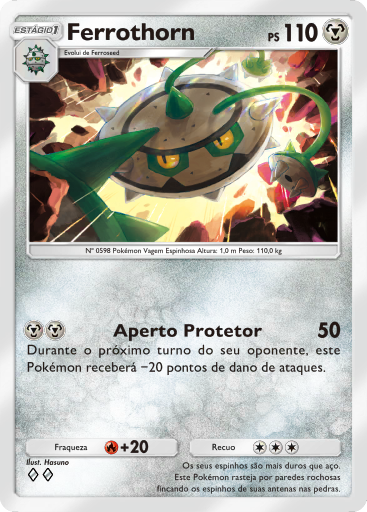 ESTÁGIO 1
Ferrothorn
PS 110
Evolui de Ferroseed
Nº 0598 Pokémon Vagem Espinhosa Altura: 1,0 m Peso: 110,0 kg
Aperto Protetor 50
Durante o próximo turno do seu oponente, este
Pokémon receberá −20 pontos de dano de ataques.
Fraqueza +20
Recuo
Ilust. Hasuno
Os seus espinhos são mais duros que aço.
Este Pokémon rasteja por paredes rochosas
fincando os espinhos de suas antenas nas pedras.